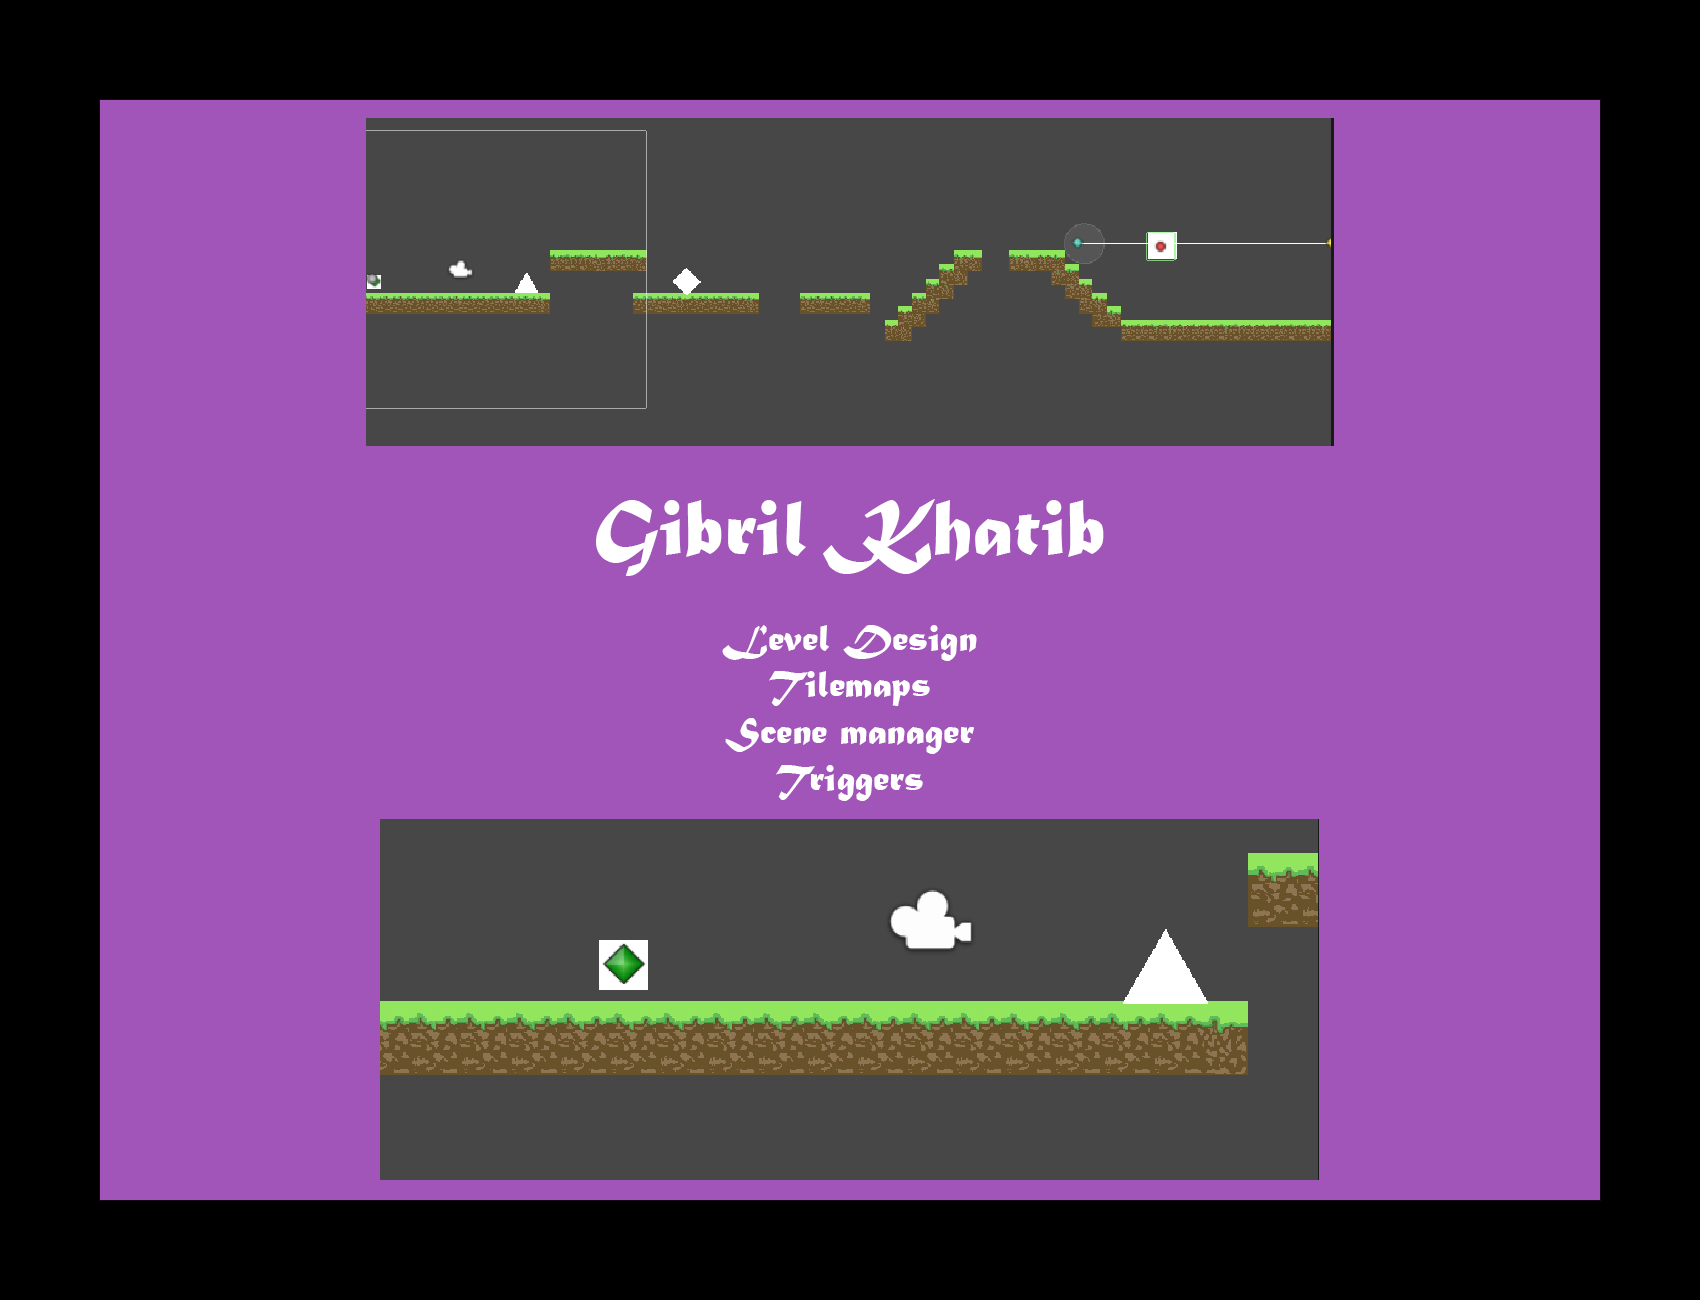 Gibril Khatib
Level Design
Tilemaps
Scene manager
Triggers